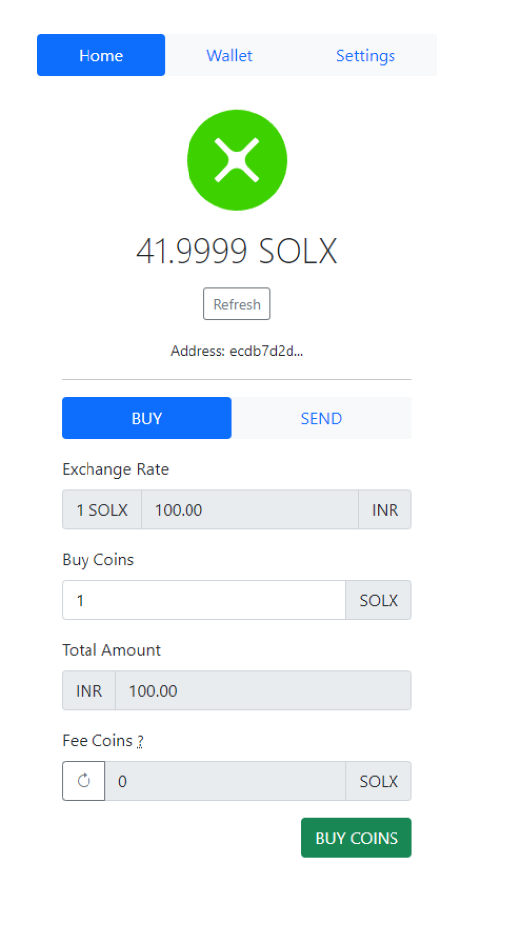 Home Wallet Settings
41.9999 SOLX
Refresh
Address: ecdb7d2d...
BUY SEND
Exchange Rate
1 SOLX 100.00 INR
Buy Coins
1 SOLX
Total Amount
INR 100.00
Fee Coins ?
0 SOLX
BUY COINS